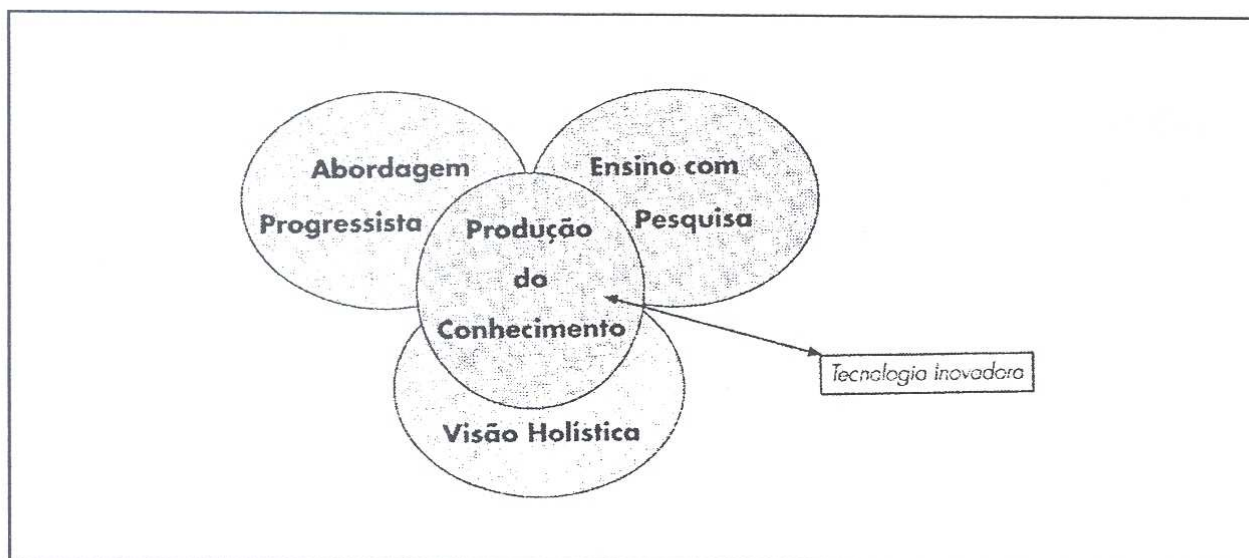 Abordagem
Progressista
Ensino com
Pesquisa
Produção
do
Conhecimento
Visão Holística
Tecnologia Inovadora